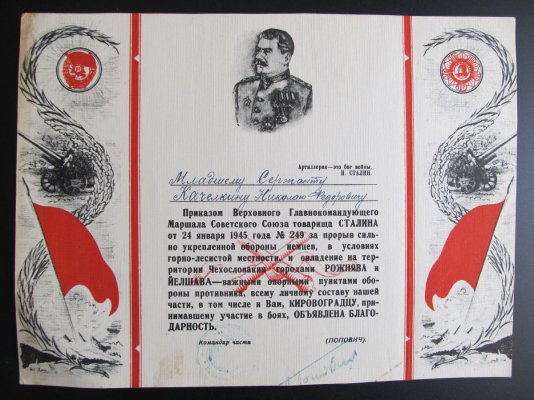 Артиллерия—это бог войны.
И. СТАЛИН.
Младшему Сержанту
Качелкину Николаю Федоровичу
Приказом Верховного Главнокомандующего
Маршала Советского Союза товарища СТАЛИНА
от 24 января 1945 года № 249 за прорыв силь-
но укрепленной обороны немцев, в условиях
горно-лесистой местности, и овладение на тер-
ритории Чехословакии городами РОЖНЯВА и
ЙЕЛШАВА—важными опорными пунктами обо-
роны противника, всему личному составу нашей
части, в том числе и Вам, КИРОВОГРАДЦУ, при-
нимавшему участие в боях, ОБЪЯВЛЕНА БЛАГО-
ДАРНОСТЬ.
Командир части (ПОПОВИЧ).